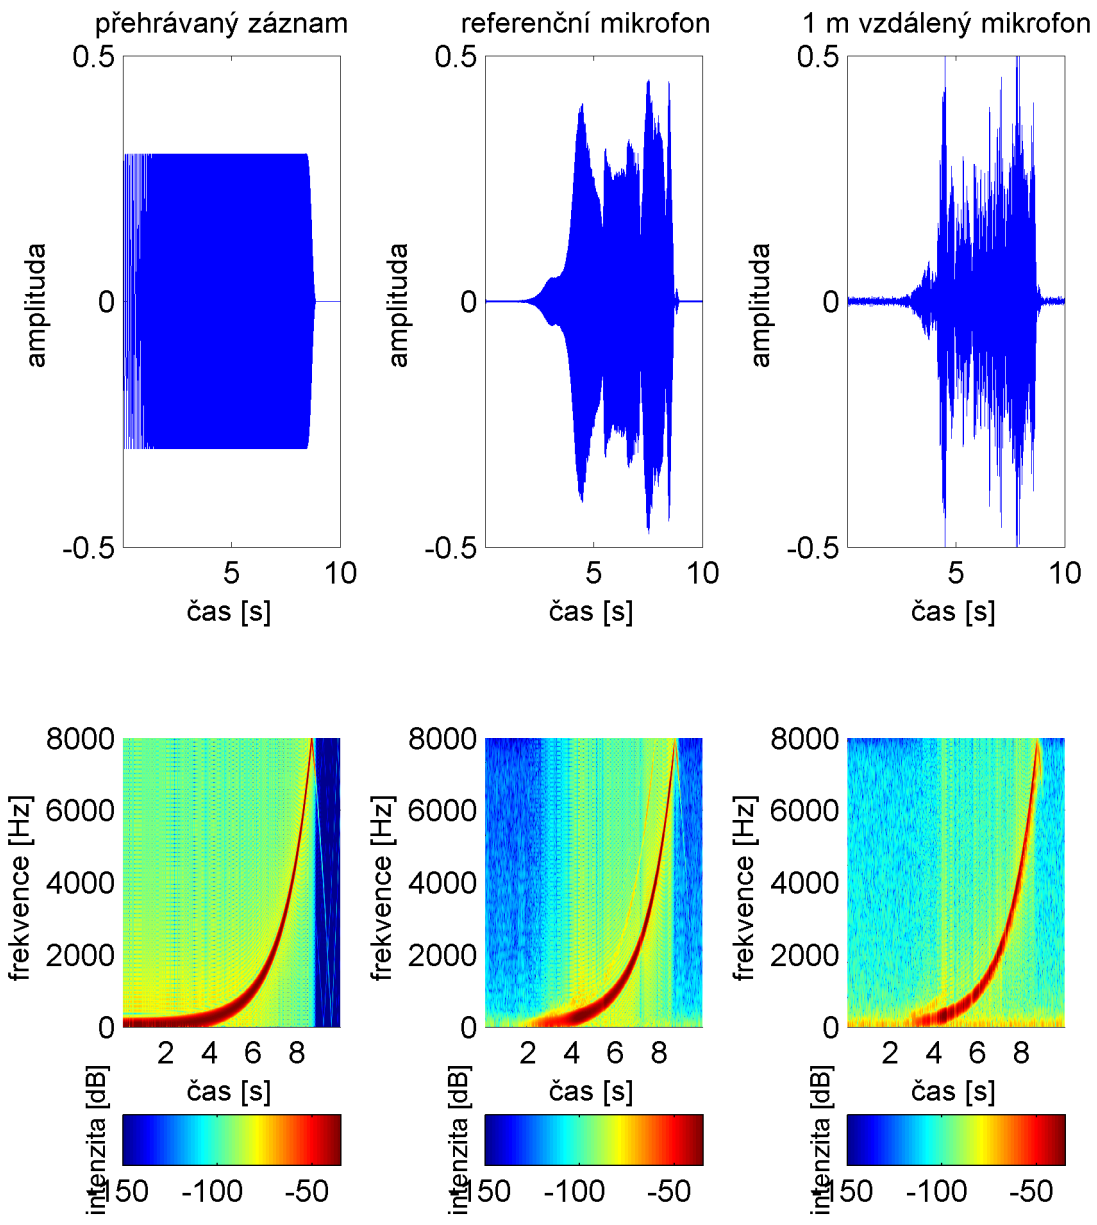 přehrávaný záznam
referenční mikrofon
1 m vzdálený mikrofon
0.5
0
-0.5
amplituda
5
10
čas [s]
0.5
0
-0.5
amplituda
5
10
čas [s]
0.5
0
-0.5
amplituda
5
10
čas [s]
8000
6000
4000
2000
0
frekvence [Hz]
2 4 6 8
čas [s]
8000
6000
4000
2000
0
frekvence [Hz]
2 4 6 8
čas [s]
8000
6000
4000
2000
0
frekvence [Hz]
2 4 6 8
čas [s]
intenzita [dB]
-150 -100 -50
intenzita [dB]
-150 -100 -50
intenzita [dB]
-150 -100 -50